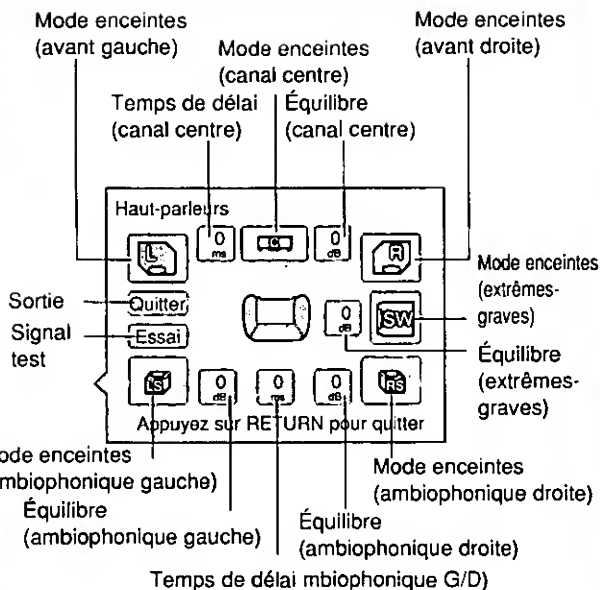 Mode enceintes
(avant gauche)
Mode enceintes
(avant droite)
Mode enceintes
(canal centre)
Temps de délai
(canal centre)
Équilibre
(canal centre)
Haut-parleurs
L
0
ms
C
0
dB
R
Mode enceintes
(extrêmes-
graves)
Sortie
Quitter
Signal
test
Essai
0
dB
SW
Équilibre
(extrêmes-
graves)
LS
0
dB
0
ms
0
dB
RS
Appuyez sur RETURN pour quitter
ode enceintes
mbiophonique gauche)
Mode enceintes
(ambiophonique droite)
Équilibre
(ambiophonique gauche)
Équilibre
(ambiophonique droite)
Temps de délai mbiophonique G/D)